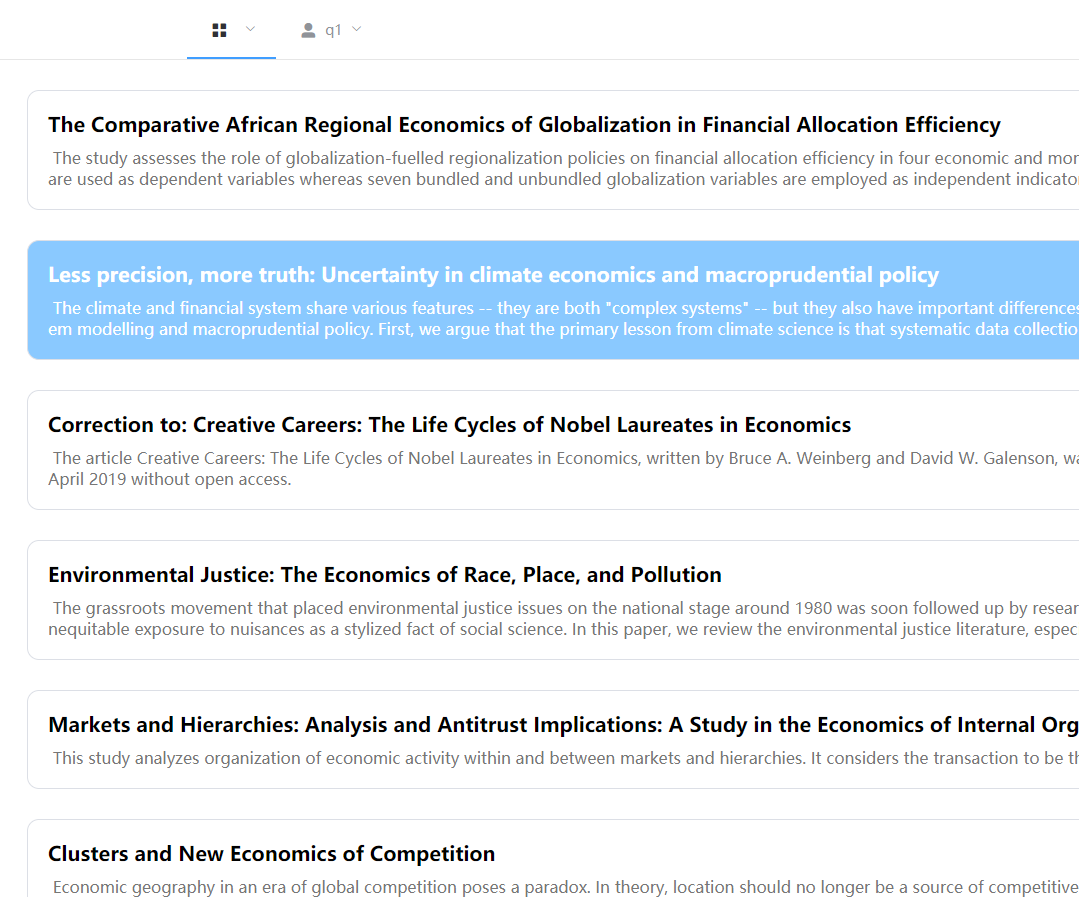 q1
The Comparative African Regional Economics of Globalization in Financial Allocation Efficiency
The study assesses the role of globalization-fuelled regionalization policies on financial allocation efficiency in four economic and
are used as dependent variables whereas seven bundled and unbundled globalization variables are employed as independent
Less precision, more truth: Uncertainty in climate economics and macroprudential policy
The climate and financial system share various features -- they are both "complex systems" -- but they also have important differences
em modelling and macroprudential policy. First, we argue that the primary lesson from climate science is that systematic data
Correction to: Creative Careers: The Life Cycles of Nobel Laureates in Economics
The article Creative Careers: The Life Cycles of Nobel Laureates in Economics, written by Bruce A. Weinberg and David W. Galenson,
April 2019 without open access.
Environmental Justice: The Economics of Race, Place, and Pollution
The grassroots movement that placed environmental justice issues on the national stage around 1980 was soon followed up by
nequitable exposure to nuisances as a stylized fact of social science. In this paper, we review the environmental justice literature,
Markets and Hierarchies: Analysis and Antitrust Implications: A Study in the Economics of Internal
This study analyzes organization of economic activity within and between markets and hierarchies. It considers the transaction to be
Clusters and New Economics of Competition
Economic geography in an era of global competition poses a paradox. In theory, location should no longer be a source of competitive